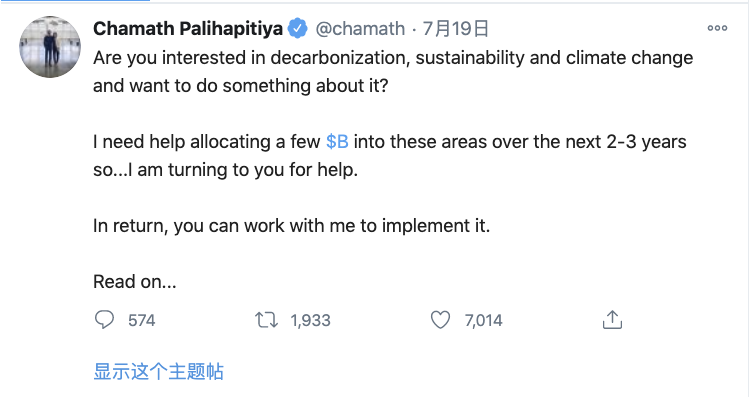 Chamath Palihapitiya @chamath · 7月19日
Are you interested in decarbonization, sustainability and climate change
and want to do something about it?
I need help allocating a few $B into these areas over the next 2-3 years
so...I am turning to you for help.
In return, you can work with me to implement it.
Read on...
574 1,933 7,014
显示这个主题帖